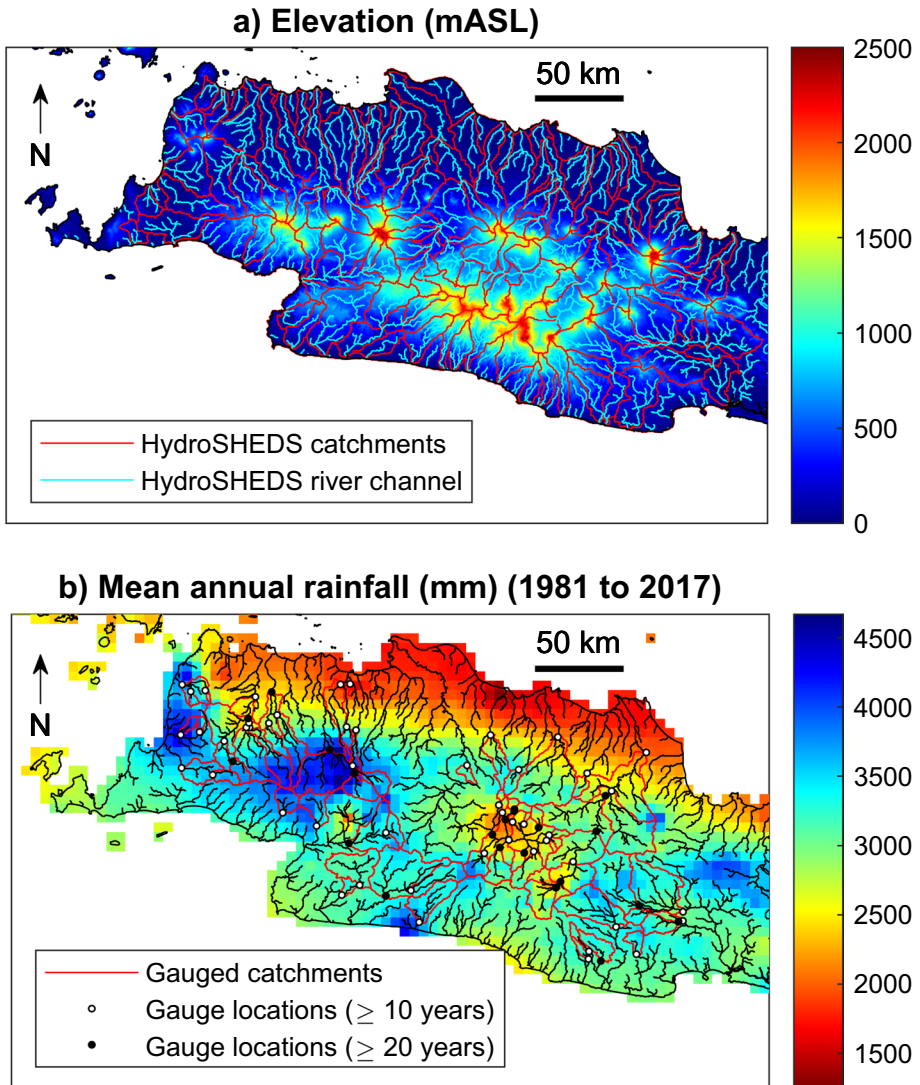 a) Elevation (mASL)
50 km
N
2500
2000
1500
1000
500
0
HydroSHEDS catchments
HydroSHEDS river channel
b) Mean annual rainfall (mm) (1981 to 2017)
50 km
N
4500
4000
3500
3000
2500
2000
1500
Gauged catchments
Gauge locations (≥ 10 years)
Gauge locations (≥ 20 years)